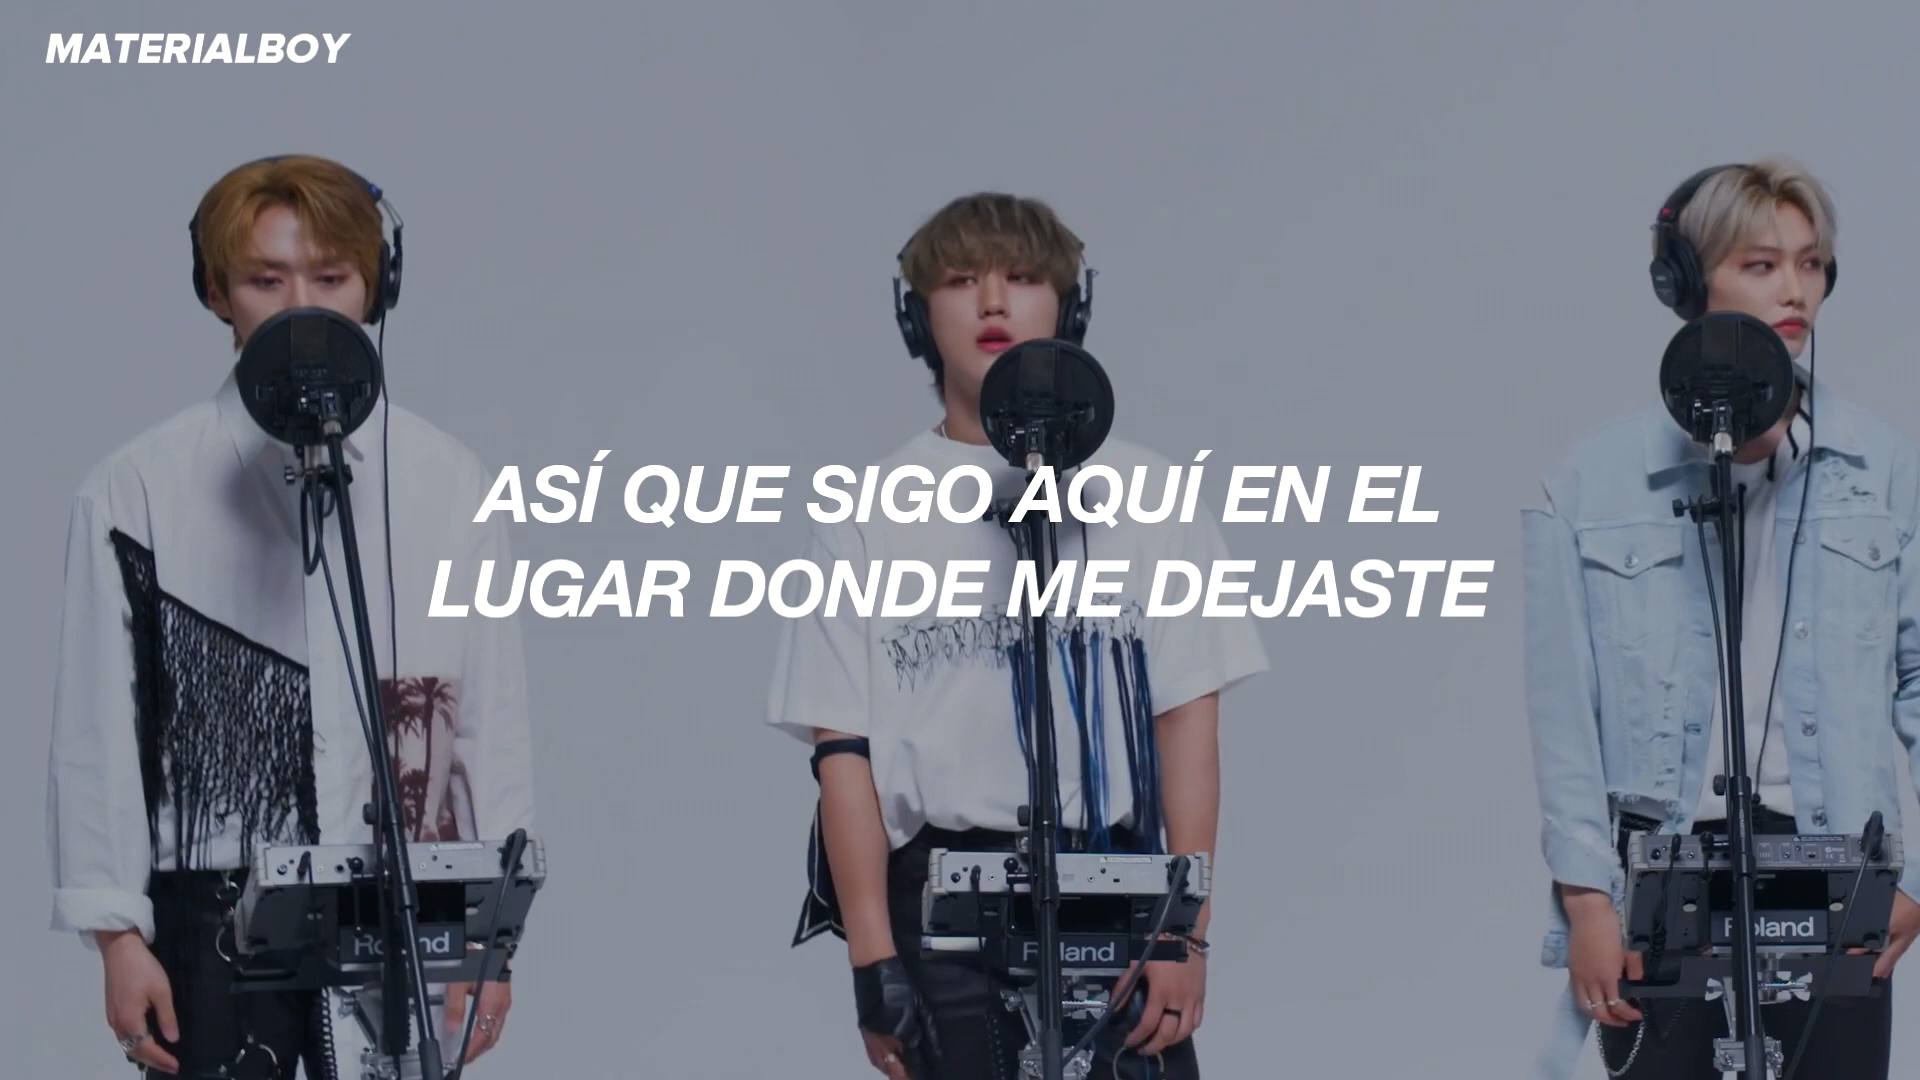 MATERIALBOY
ASÍ QUE SIGO AQUÍ EN EL
LUGAR DONDE ME DEJASTE
Roland
Roland
Roland